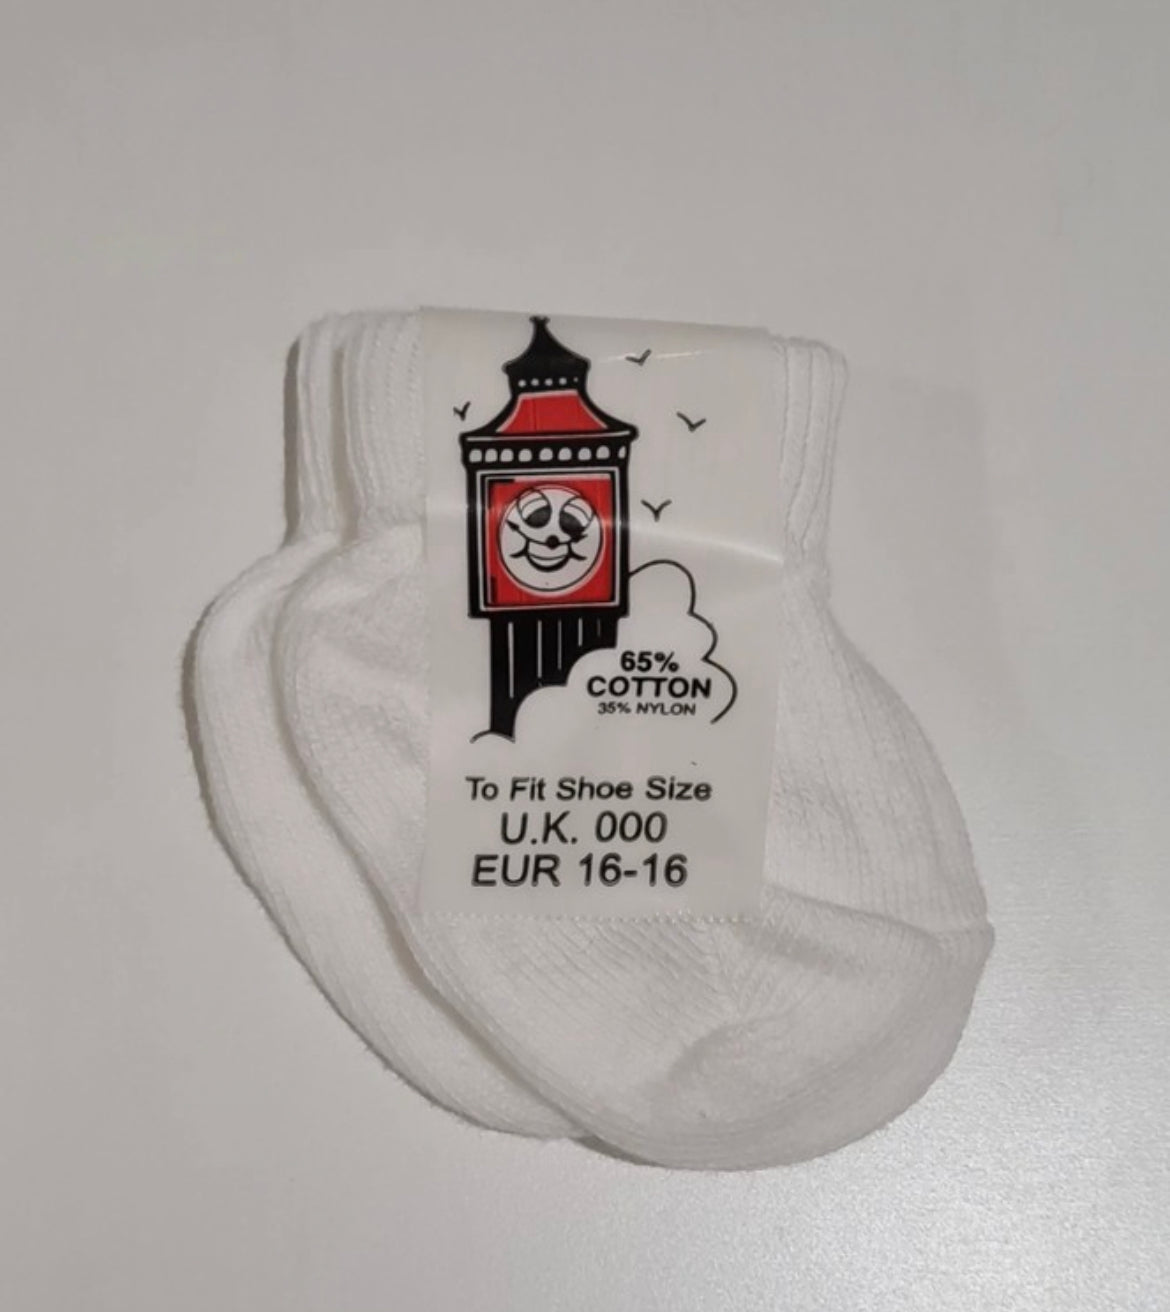 65%
COTTON
35% NYLON
To Fit Shoe Size
U.K. 000
EUR 16-16